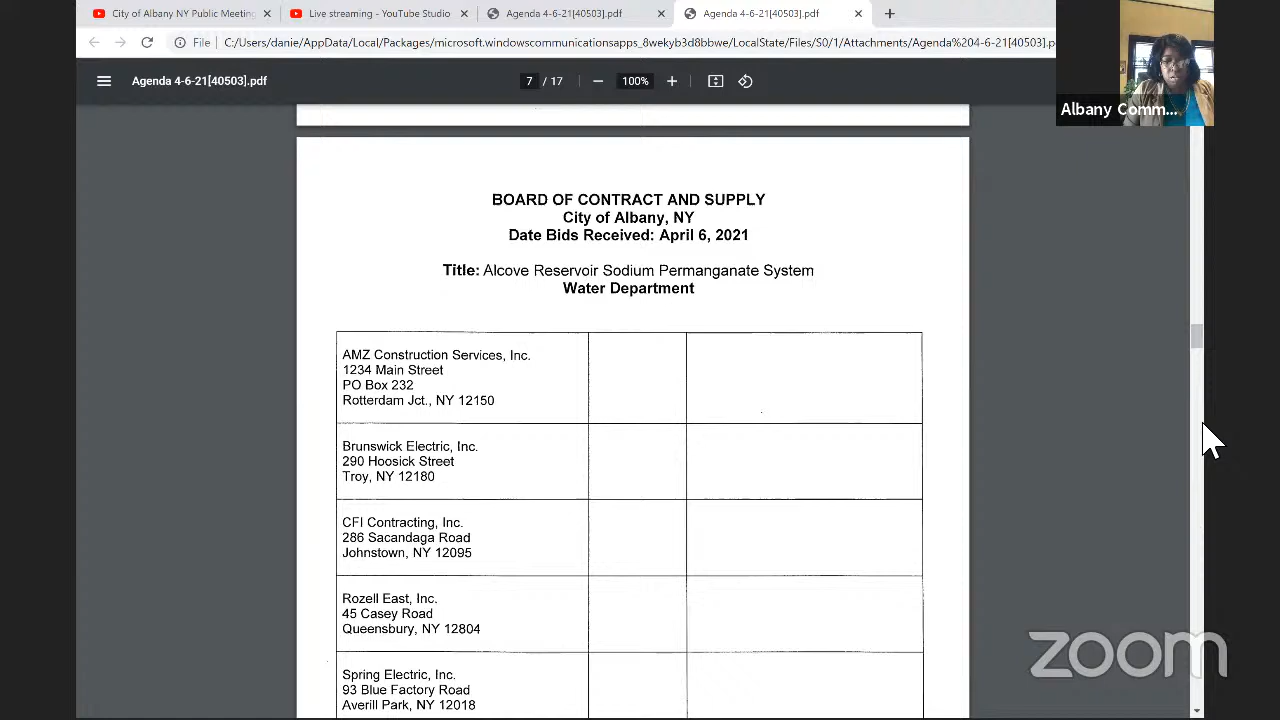 City of Albany NY Public Meeting
Live streaming - YouTube Studio
Agenda 4-6-21[40503].pdf
Agenda 4-6-21[40503].pdf
File
C:/Users/danie/AppData/Local/Packages/microsoft.windowscommunicationsapps_8wekyb3d8bbwe/LocalState/Files/S0/1/Attachments/Agenda%204-6-21[40503].p
Agenda 4-6-21[40503].pdf
7 / 17
100%
Albany Comm...
BOARD OF CONTRACT AND SUPPLY
City of Albany, NY
Date Bids Received: April 6, 2021
Title: Alcove Reservoir Sodium Permanganate System
Water Department
AMZ Construction Services, Inc.
1234 Main Street
PO Box 232
Rotterdam Jct., NY 12150
Brunswick Electric, Inc.
290 Hoosick Street
Troy, NY 12180
CFI Contracting, Inc.
286 Sacandaga Road
Johnstown, NY 12095
Rozell East, Inc.
45 Casey Road
Queensbury, NY 12804
Spring Electric, Inc.
93 Blue Factory Road
Averill Park, NY 12018
zoom